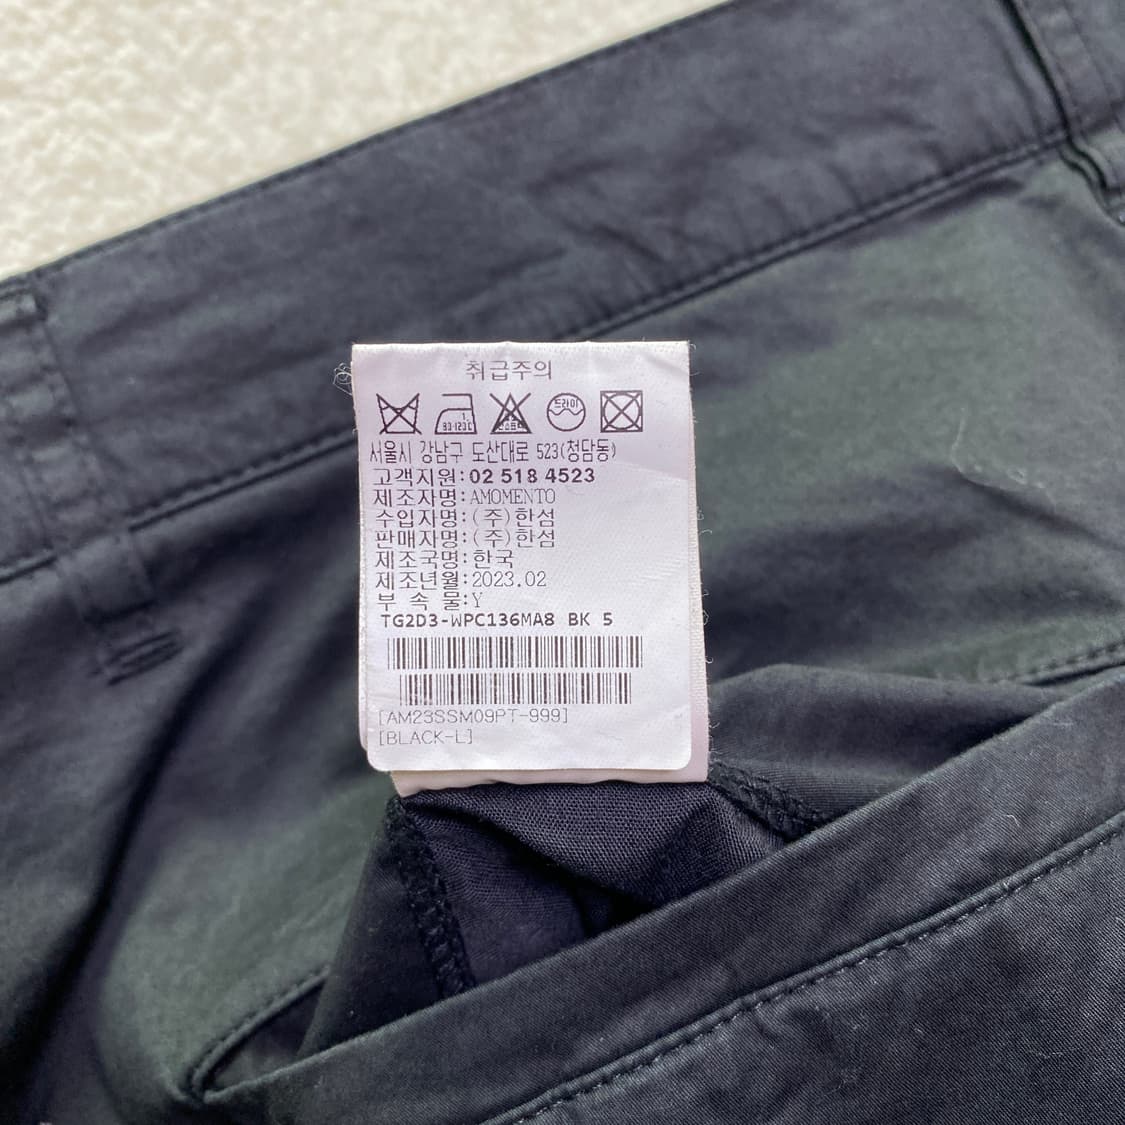 취급주의
1.
80-120℃
드라이
서울시 강남구 도산대로 523(청담동)
고객지원:02 518 4523
제조자명:AMOMENTO
수입자명:(주)한섬
판매자명:(주)한섬
제조국명:한국
제조년월:2023.02
부 속 물:Y
TG2D3-WPC136MA8 BK 5
[AM23SSM09PT-999]
[BLACK-L]